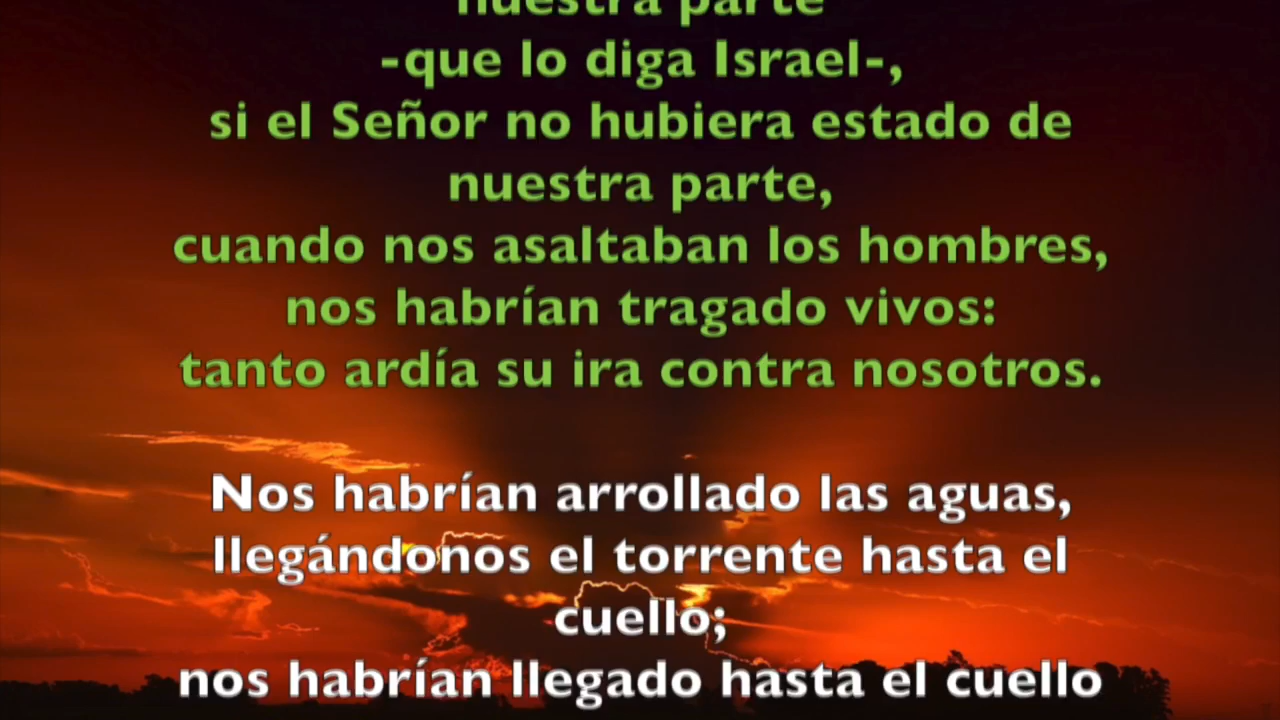 nuestra parte
-que lo diga Israel-,
si el Señor no hubiera estado de
nuestra parte,
cuando nos asaltaban los hombres,
nos habrían tragado vivos:
tanto ardía su ira contra nosotros.
Nos habrían arrollado las aguas,
llegándonos el torrente hasta el
cuello;
nos habrían llegado hasta el cuello